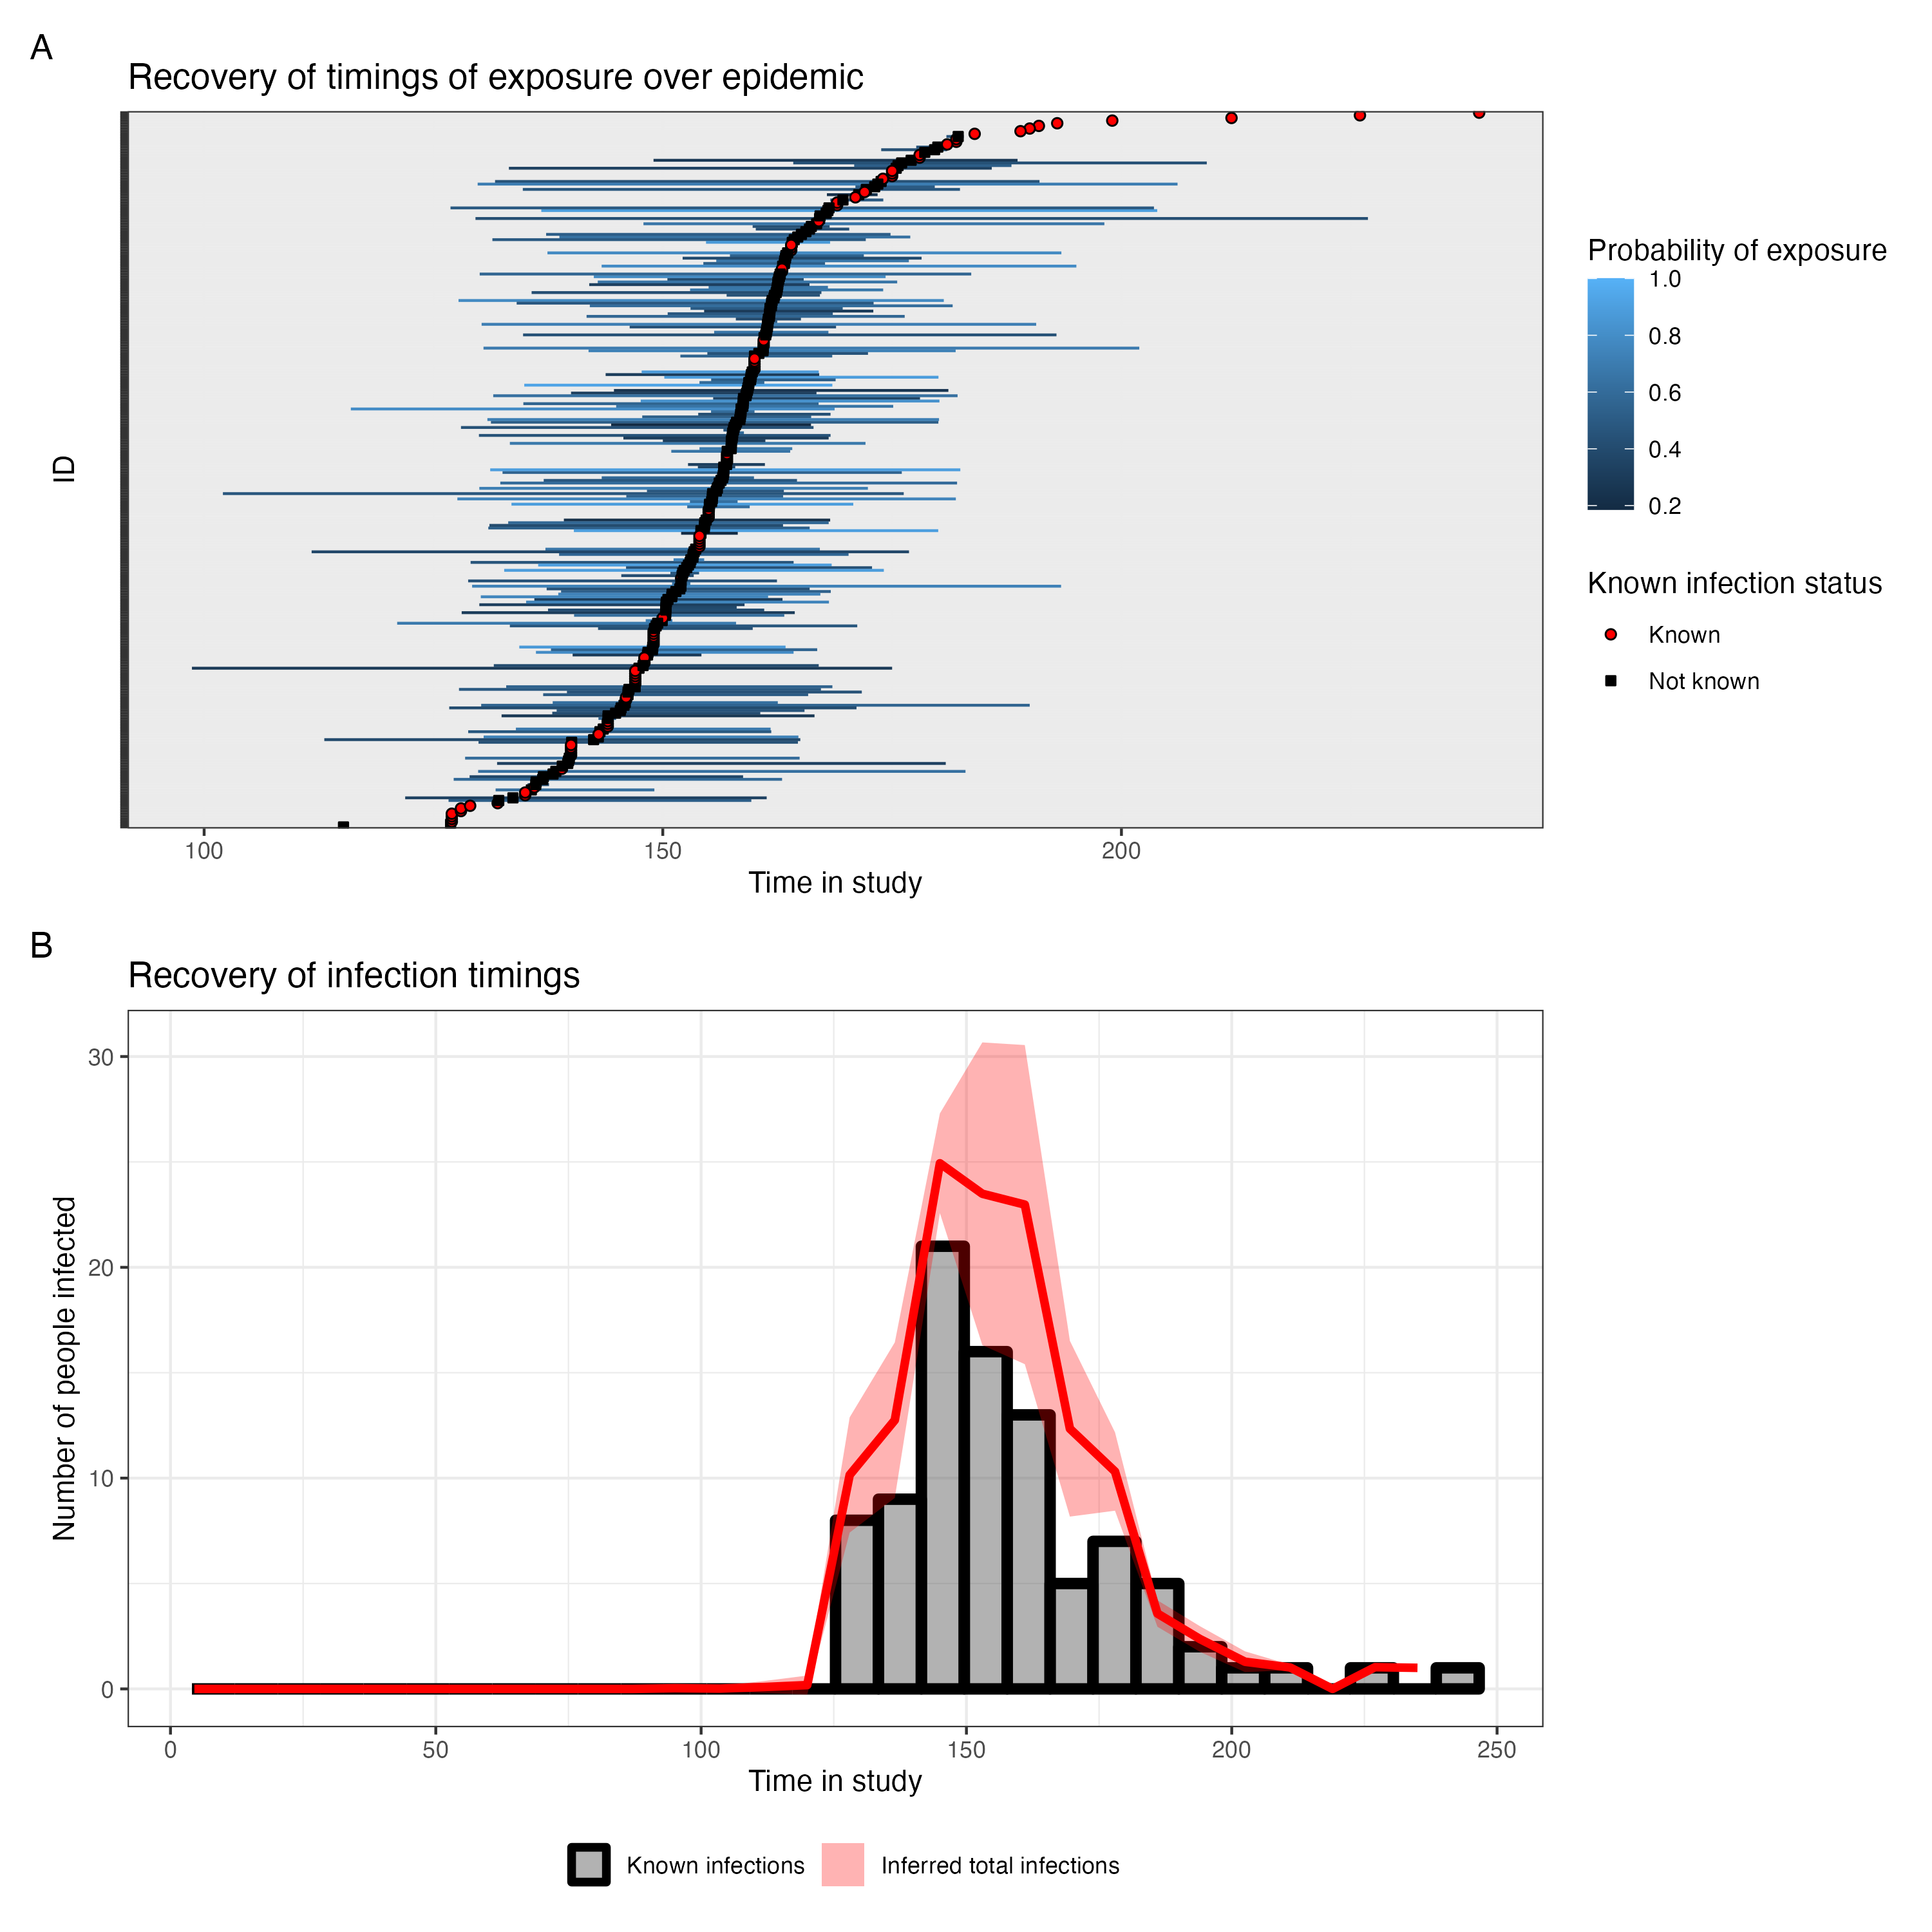 A
Recovery of timings of exposure over epidemic
ID
100 150 200
Time in study
Probability of exposure
1.0
0.8
0.6
0.4
0.2
Known infection status
Known
Not known
B
Recovery of infection timings
Number of people infected
30
20
10
0
0 50 100 150 200 250
Time in study
Known infections Inferred total infections